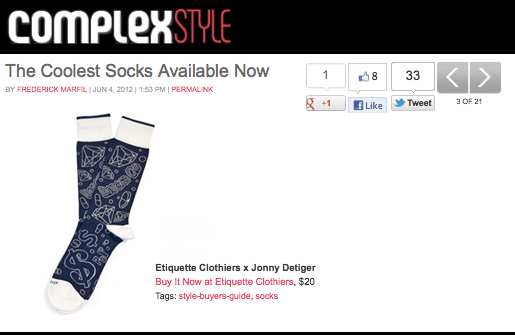 COMPLEXSTYLE
The Coolest Socks Available Now
BY FREDERICK MARFIL | JUN 4, 2012 | 1:53 PM | PERMALINK
1
8
33
+1
Like
Tweet
3 OF 21
Etiquette Clothiers x Jonny Detiger
Buy It Now at Etiquette Clothiers, $20
Tags: style-buyers-guide, socks